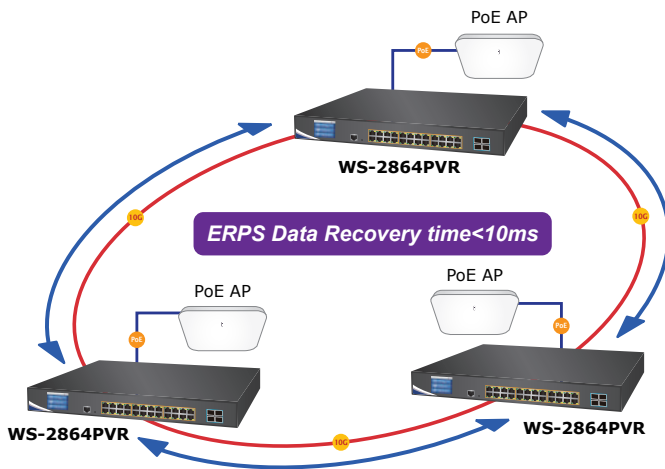 PoE AP
PoE
WS-2864PVR
10G
10G
ERPS Data Recovery time<10ms
PoE AP
PoE AP
PoE
PoE
WS-2864PVR
WS-2864PVR
10G